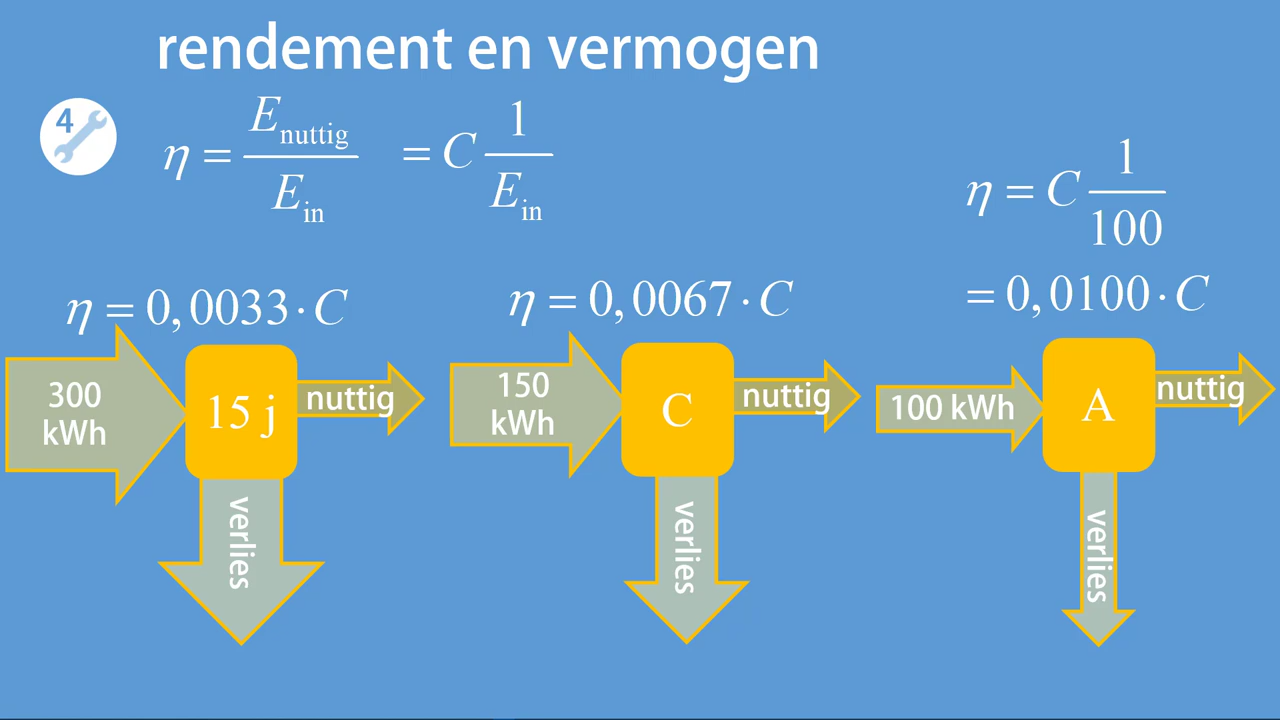 rendement en vermogen
4
η = E_nuttig / E_in = C 1 / E_in
η = C 1 / 100
= 0,0100 · C
η = 0,0033 · C
η = 0,0067 · C
300
kWh
15 j
nuttig
verlies
150
kWh
C
nuttig
verlies
100 kWh
A
nuttig
verlies